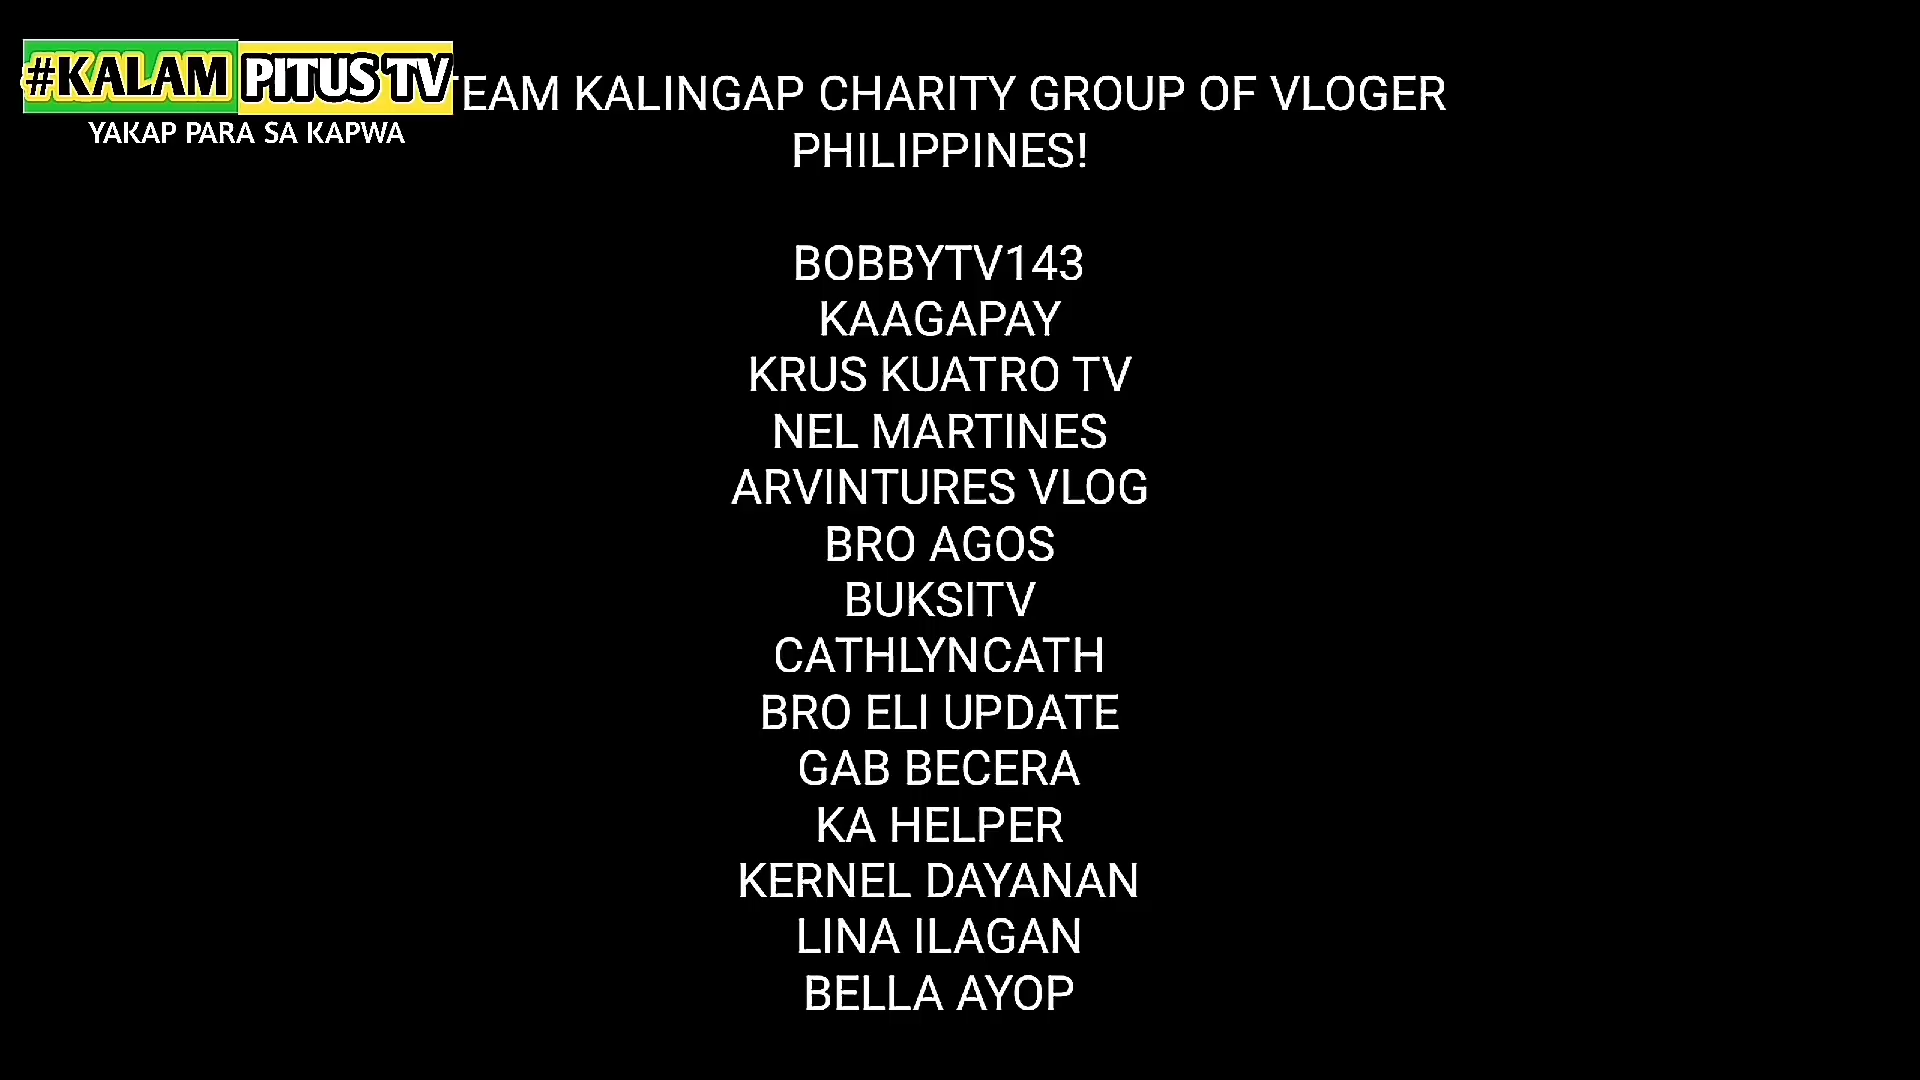 #KALAM PITUS TV
YAKAP PARA SA KAPWA
EAM KALINGAP CHARITY GROUP OF VLOGER
PHILIPPINES!
BOBBYTV143
KAAGAPAY
KRUS KUATRO TV
NEL MARTINES
ARVINTURES VLOG
BRO AGOS
BUKSITV
CATHLYNCATH
BRO ELI UPDATE
GAB BECERA
KA HELPER
KERNEL DAYANAN
LINA ILAGAN
BELLA AYOP